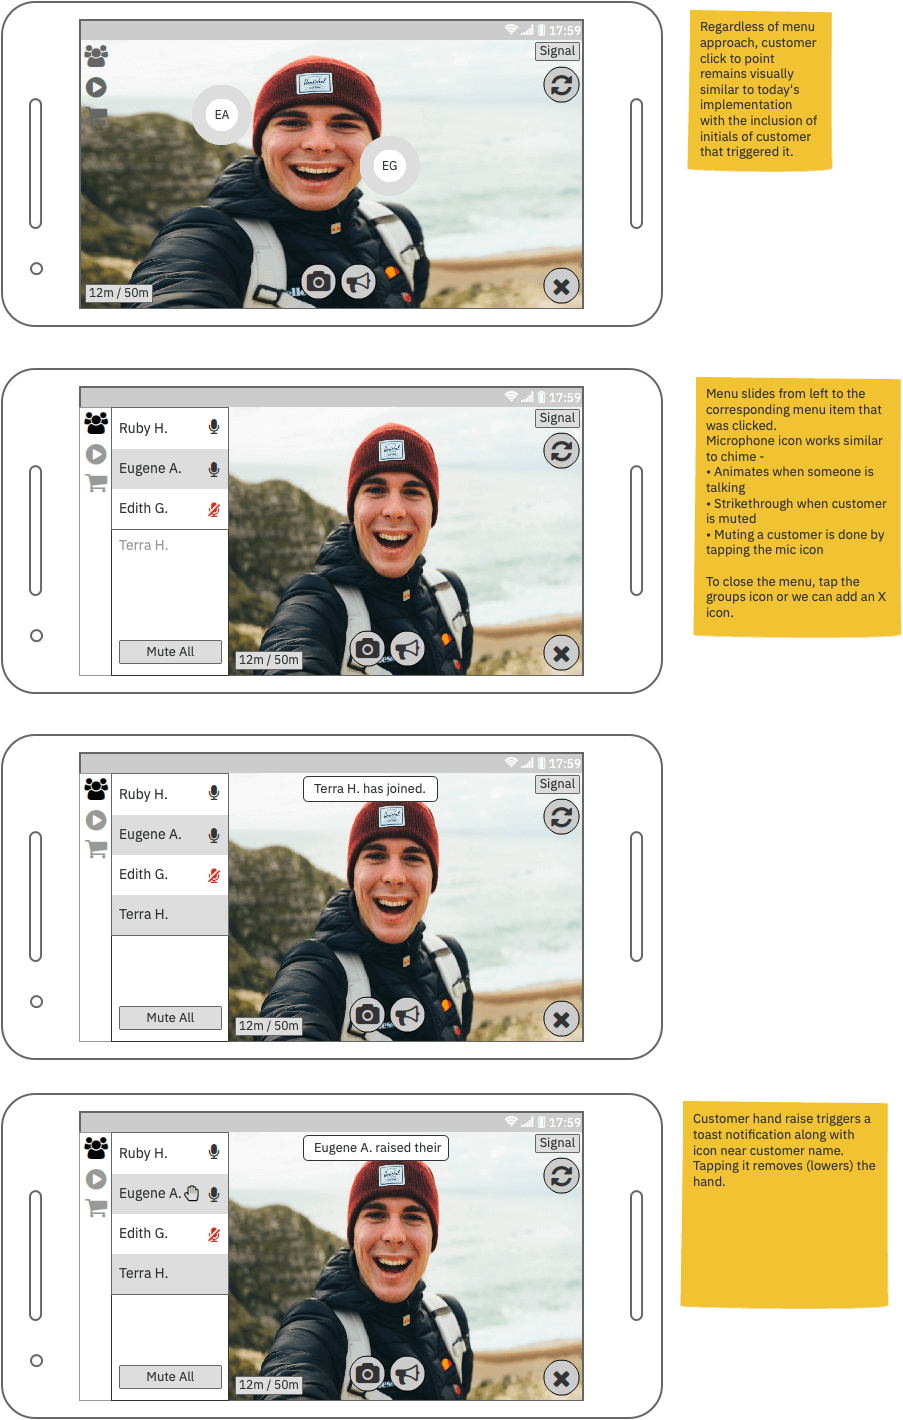 17:59
Signal
EA
EG
12m / 50m
Regardless of menu
approach, customer
click to point
remains visually
similar to today's
implementation
with the inclusion of
initials of customer
that triggered it.
17:59
Ruby H.
Signal
Eugene A.
Edith G.
Terra H.
Mute All
12m / 50m
Menu slides from left to the
corresponding menu item that
was clicked.
Microphone icon works similar
to chime -
• Animates when someone is
talking
• Strikethrough when customer
is muted
• Muting a customer is done by
tapping the mic icon
To close the menu, tap the
groups icon or we can add an X
icon.
17:59
Ruby H.
Terra H. has joined.
Signal
Eugene A.
Edith G.
Terra H.
Mute All
12m / 50m
17:59
Ruby H.
Eugene A. raised their
Signal
Eugene A.
Edith G.
Terra H.
Mute All
12m / 50m
Customer hand raise triggers a
toast notification along with
icon near customer name.
Tapping it removes (lowers) the
hand.